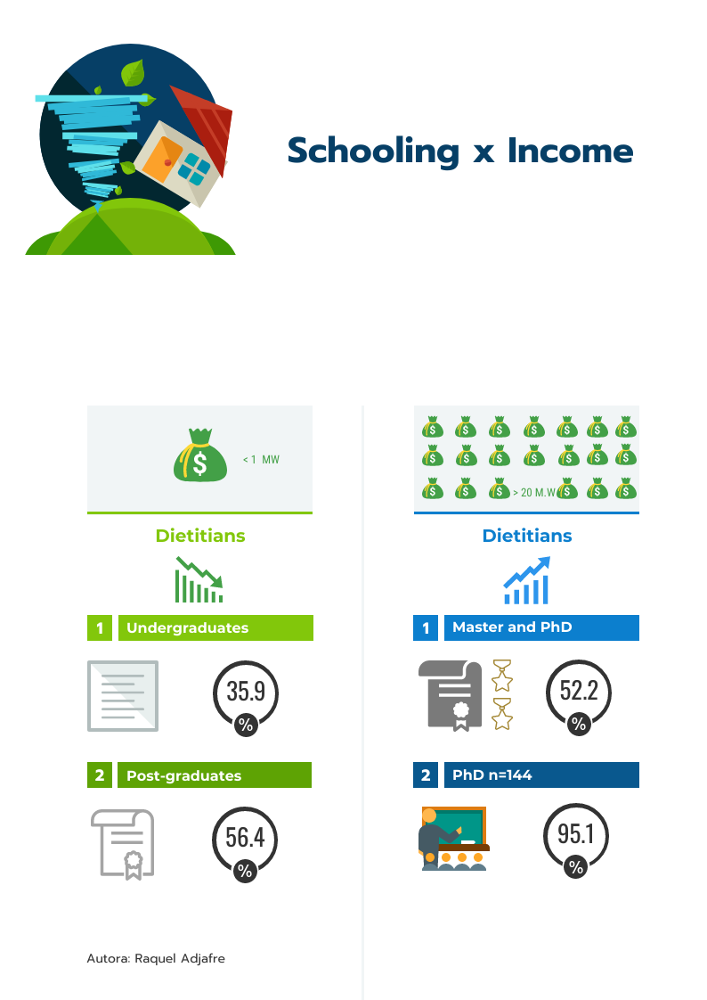 Schooling x Income
$
< 1 MW
Dietitians
1 Undergraduates
35.9
%
2 Post-graduates
56.4
%
$ $ $ $ $ $ $
$ $ $ $ $ $ $
$ $ $ > 20 M.W $ $ $
Dietitians
1 Master and PhD
52.2
%
2 PhD n=144
95.1
%
Autora: Raquel Adjafre